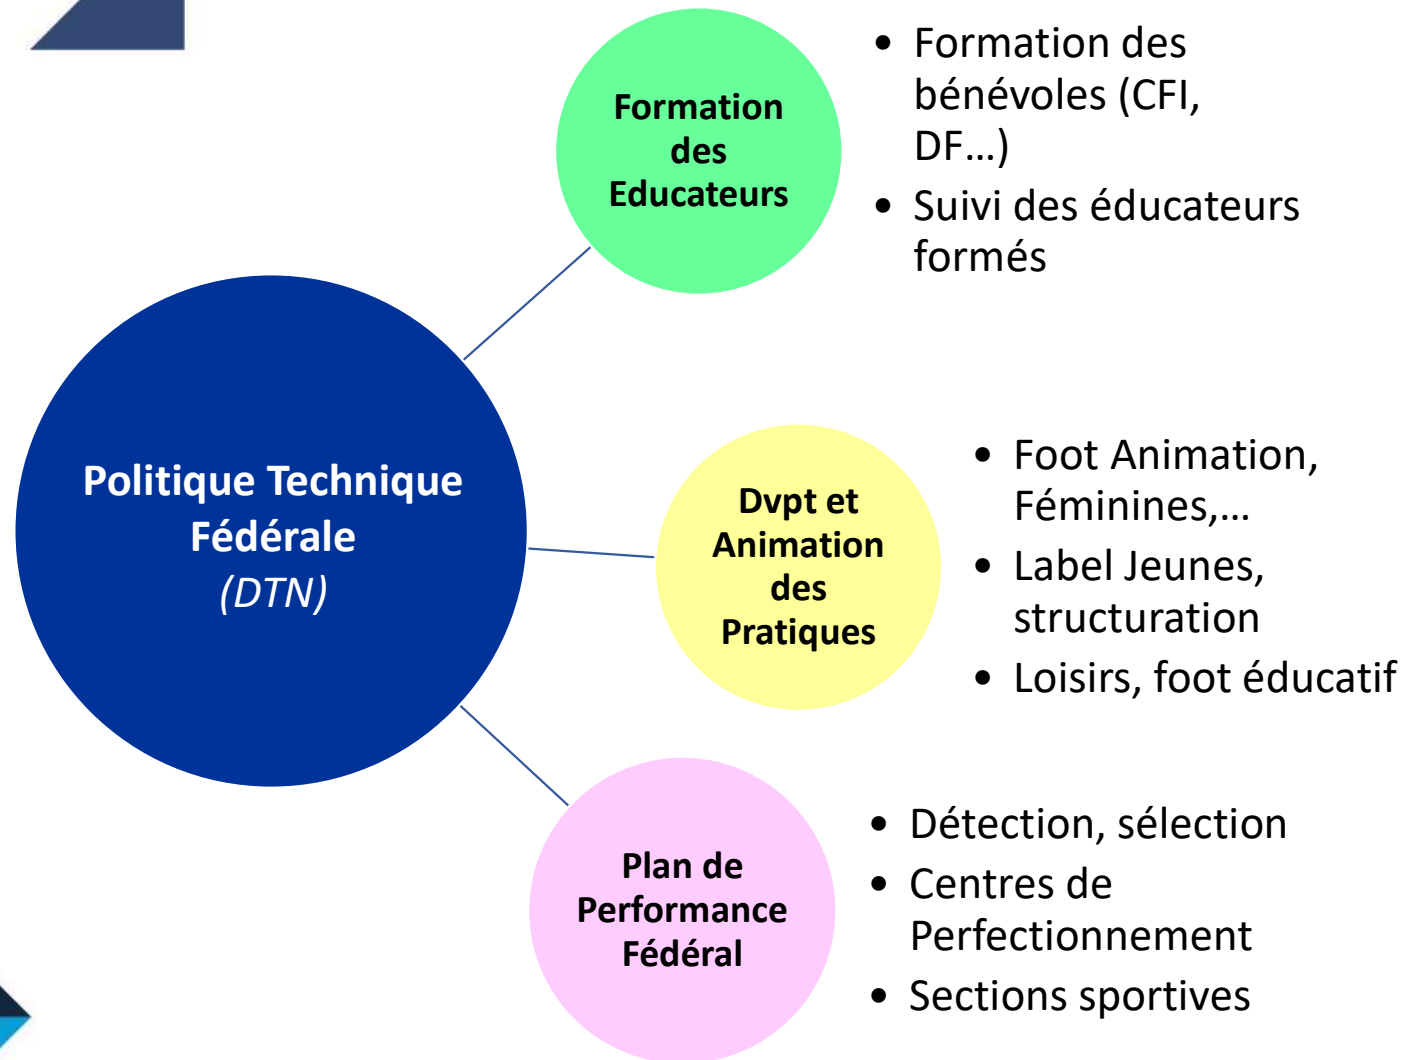 Formation
des
Educateurs
• Formation des
bénévoles (CFI,
DF…)
• Suivi des éducateurs
formés
Politique Technique
Fédérale
(DTN)
Dvpt et
Animation
des
Pratiques
• Foot Animation,
Féminines,…
• Label Jeunes,
structuration
• Loisirs, foot éducatif
Plan de
Performance
Fédéral
• Détection, sélection
• Centres de
Perfectionnement
• Sections sportives